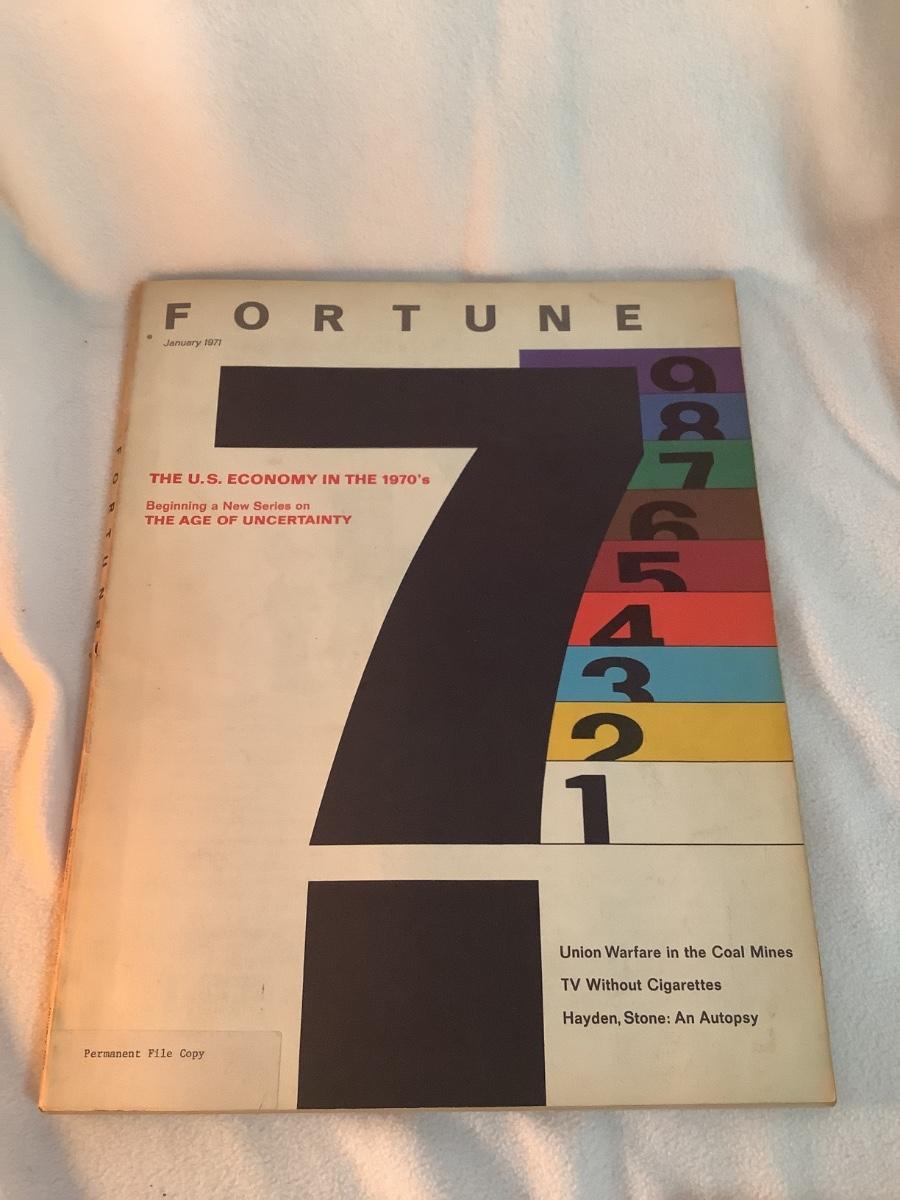 FORTUNE
January 1971
THE U.S. ECONOMY IN THE 1970's
Beginning a New Series on
THE AGE OF UNCERTAINTY
7
9
8
7
6
5
4
3
2
1
Union Warfare in the Coal Mines
TV Without Cigarettes
Hayden, Stone: An Autopsy
Permanent File Copy
FORTUNE